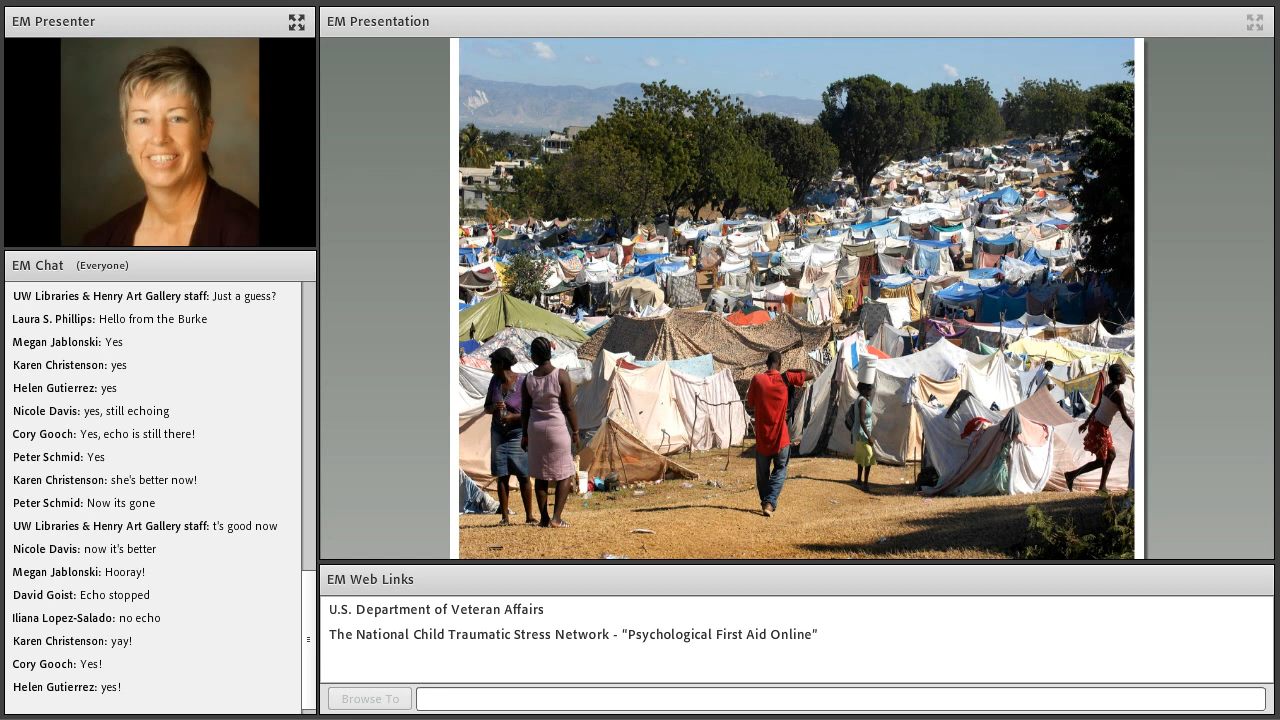 EM Presenter
EM Chat (Everyone)
UW Libraries & Henry Art Gallery staff: Just a guess?
Laura S. Phillips: Hello from the Burke
Megan Jablonski: Yes
Karen Christenson: yes
Helen Gutierrez: yes
Nicole Davis: yes, still echoing
Cory Gooch: Yes, echo is still there!
Peter Schmid: Yes
Karen Christenson: she's better now!
Peter Schmid: Now its gone
UW Libraries & Henry Art Gallery staff: t's good now
Nicole Davis: now it's better
Megan Jablonski: Hooray!
David Goist: Echo stopped
Iliana Lopez-Salado: no echo
Karen Christenson: yay!
Cory Gooch: Yes!
Helen Gutierrez: yes!
EM Presentation
EM Web Links
U.S. Department of Veteran Affairs
The National Child Traumatic Stress Network - "Psychological First Aid Online"
Browse To